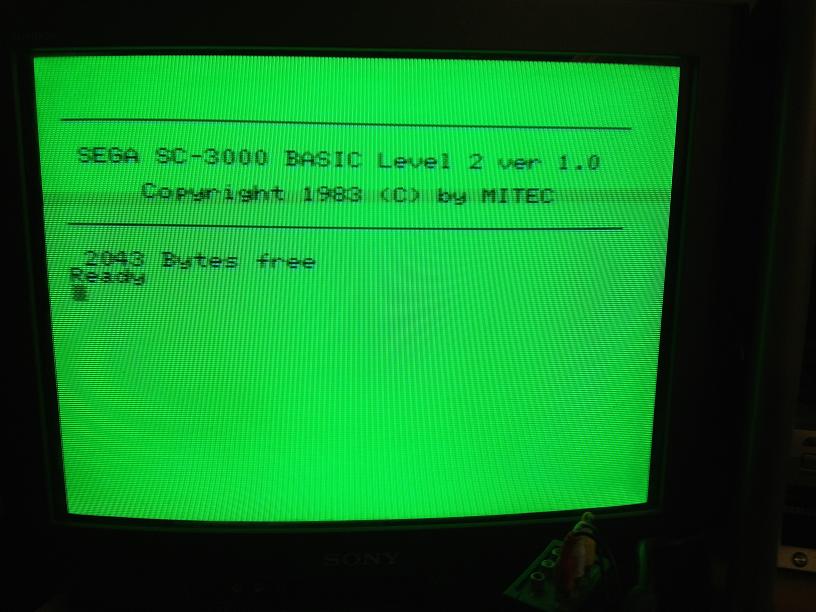 SEGA SC-3000 BASIC Level 2 ver 1.0
Copyright 1983 (C) by MITEC
2043 Bytes free
Ready
SONY